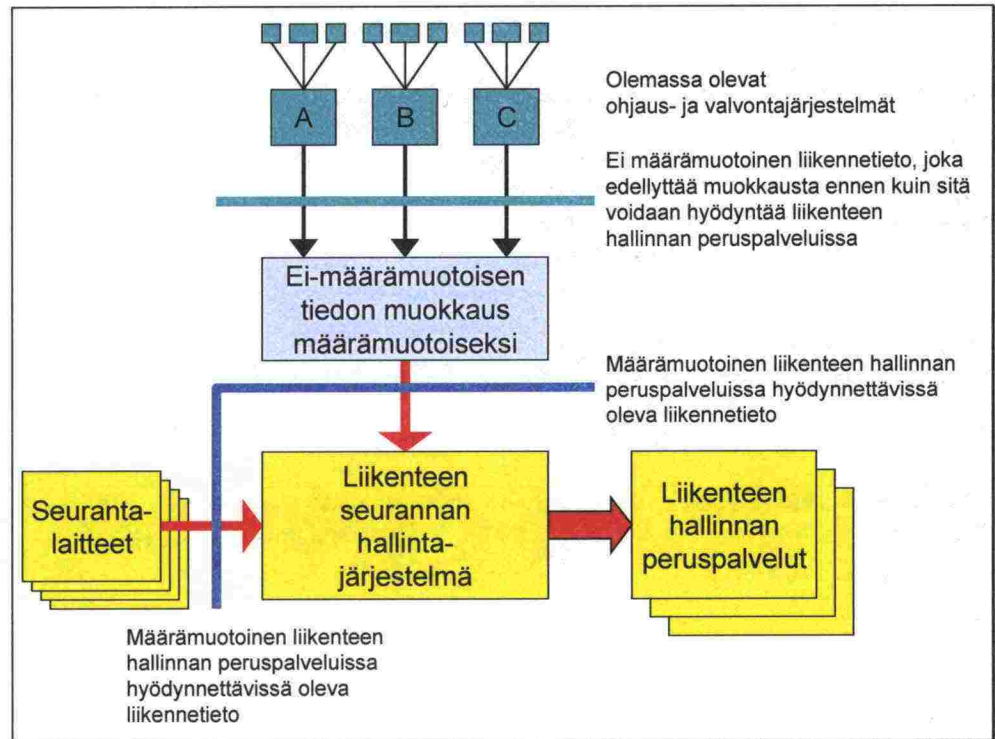 A B C
Olemassa olevat
ohjaus- ja valvontajärjestelmät
Ei määrämuotoinen liikennetieto, joka
edellyttää muokkausta ennen kuin sitä
voidaan hyödyntää liikenteen
hallinnan peruspalveluissa
Ei-määrämuotoisen
tiedon muokkaus
määrämuotoiseksi
Määrämuotoinen liikenteen hallinnan
peruspalveluissa hyödynnettävissä
oleva liikennetieto
Seuranta-
laitteet
Liikenteen
seurannan
hallinta-
järjestelmä
Liikenteen
hallinnan
peruspalvelut
Määrämuotoinen liikenteen
hallinnan peruspalveluissa
hyödynnettävissä oleva
liikennetieto